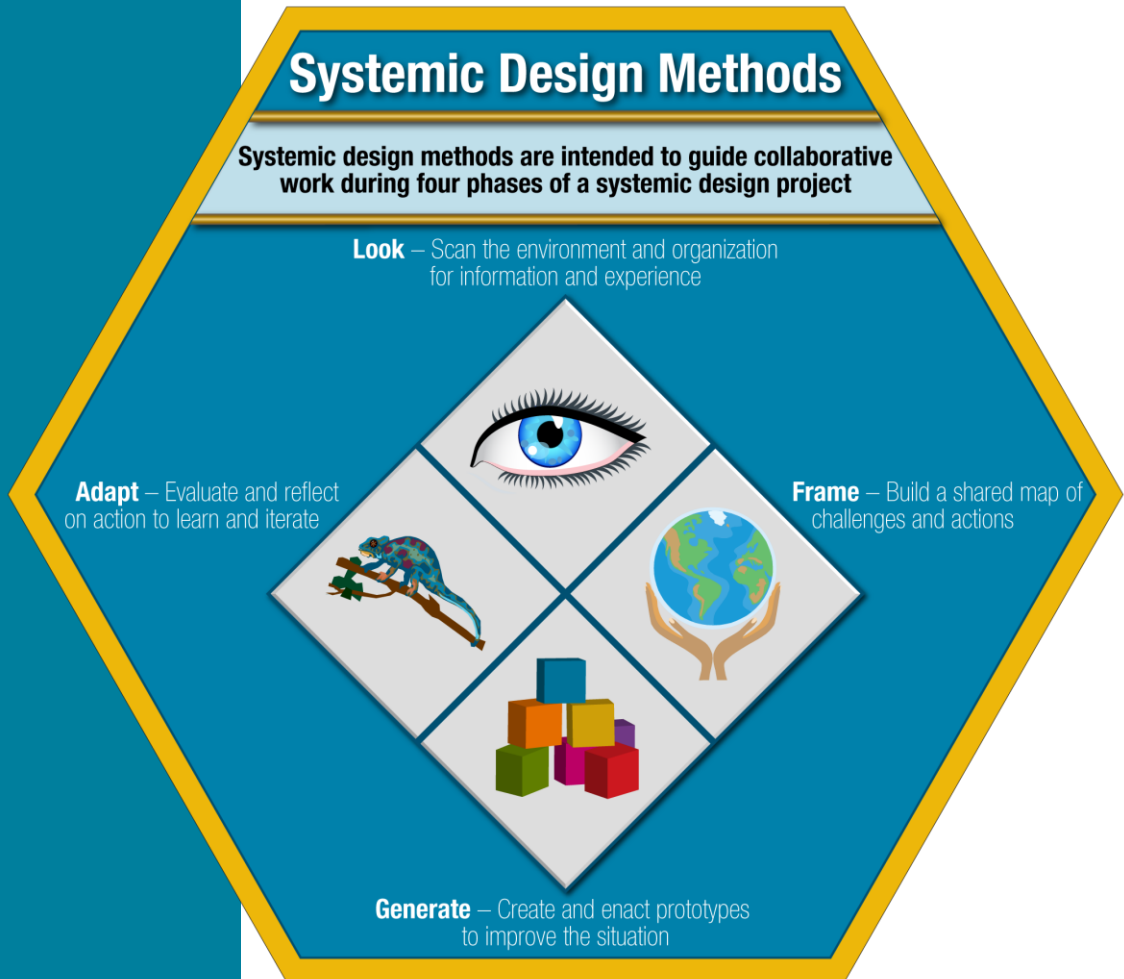 Systemic Design Methods
Systemic design methods are intended to guide collaborative
work during four phases of a systemic design project
Look – Scan the environment and organization
for information and experience
Adapt – Evaluate and reflect
on action to learn and iterate
Frame – Build a shared map of
challenges and actions
Generate – Create and enact prototypes
to improve the situation